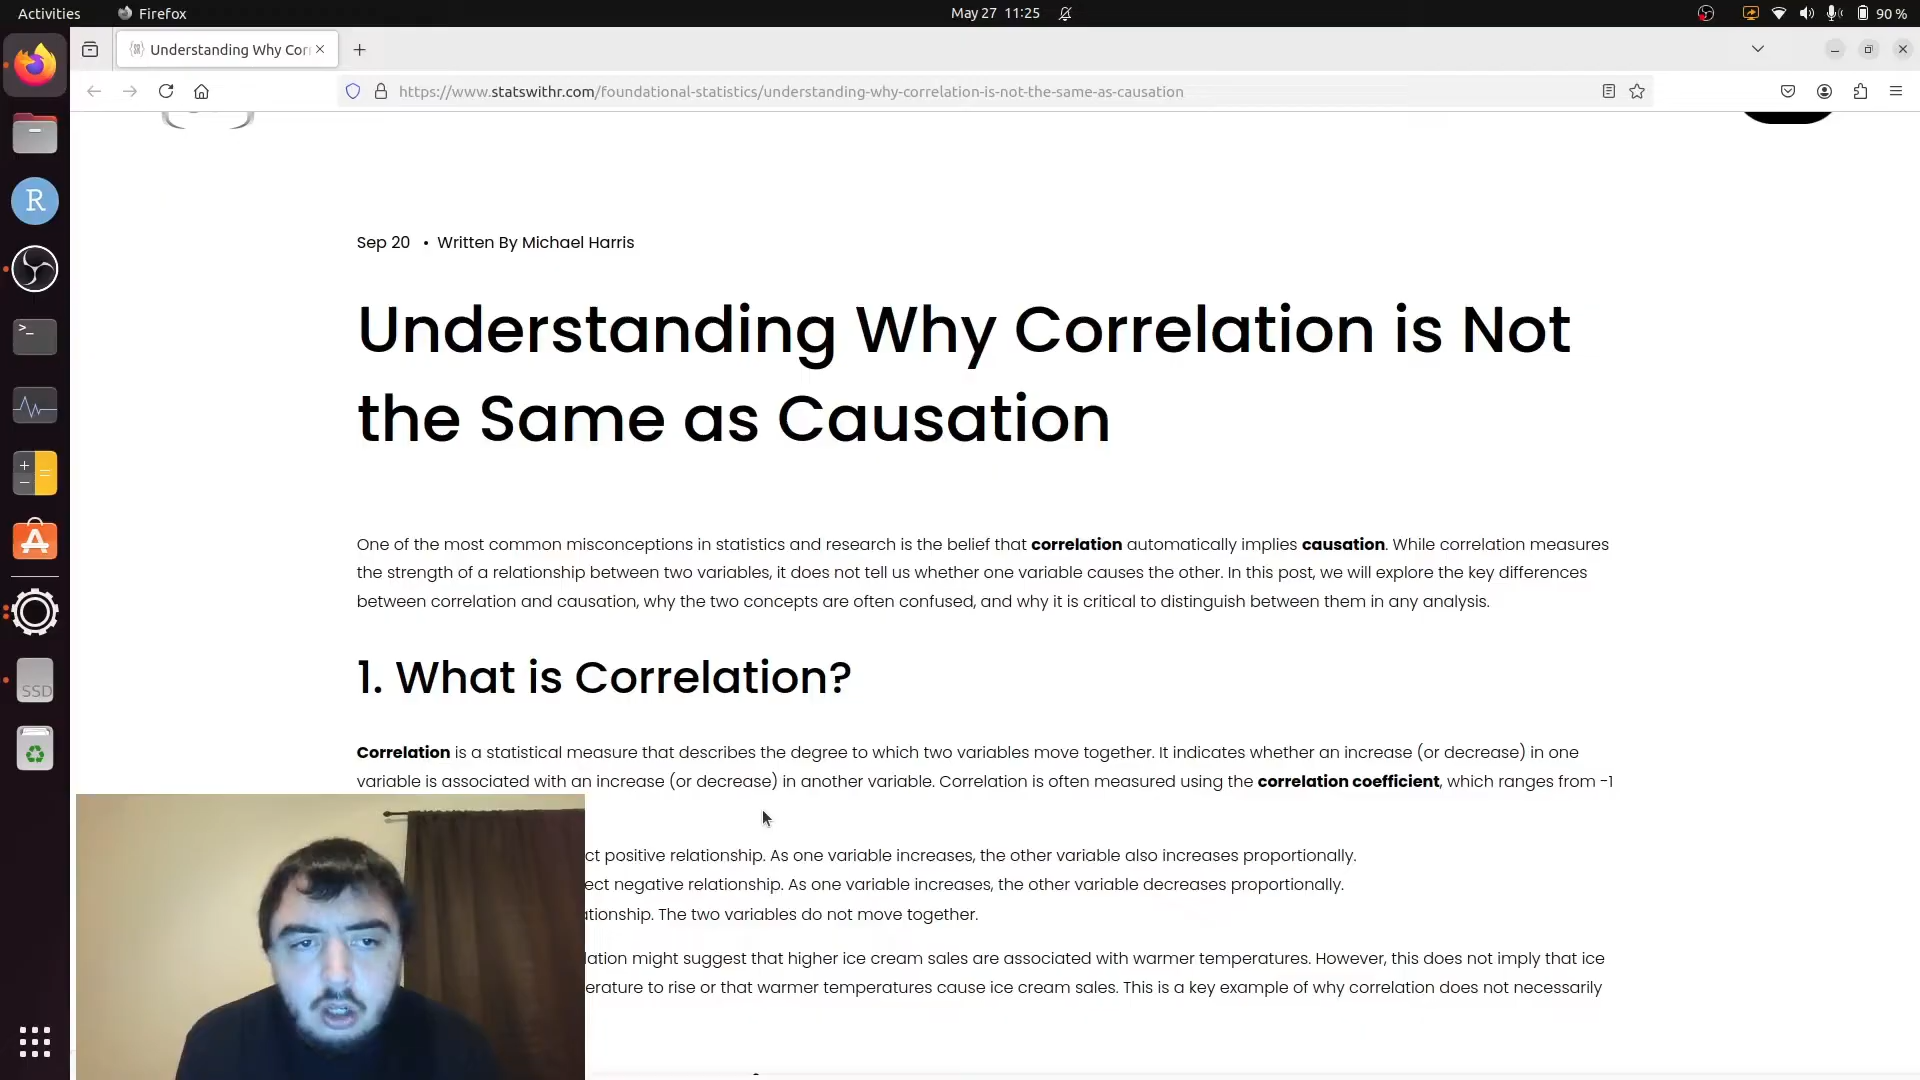 Activities Firefox May 27 11:25 90 %
Understanding Why Cor
https://www.statswithr.com/foundational-statistics/understanding-why-correlation-is-not-the-same-as-causation
Sep 20 • Written By Michael Harris
Understanding Why Correlation is Not
the Same as Causation
One of the most common misconceptions in statistics and research is the belief that correlation automatically implies causation. While correlation measures
the strength of a relationship between two variables, it does not tell us whether one variable causes the other. In this post, we will explore the key differences
between correlation and causation, why the two concepts are often confused, and why it is critical to distinguish between them in any analysis.
1. What is Correlation?
Correlation is a statistical measure that describes the degree to which two variables move together. It indicates whether an increase (or decrease) in one
variable is associated with an increase (or decrease) in another variable. Correlation is often measured using the correlation coefficient, which ranges from -1
ct positive relationship. As one variable increases, the other variable also increases proportionally.
ect negative relationship. As one variable increases, the other variable decreases proportionally.
ationship. The two variables do not move together.
lation might suggest that higher ice cream sales are associated with warmer temperatures. However, this does not imply that ice
erature to rise or that warmer temperatures cause ice cream sales. This is a key example of why correlation does not necessarily
R
SSD